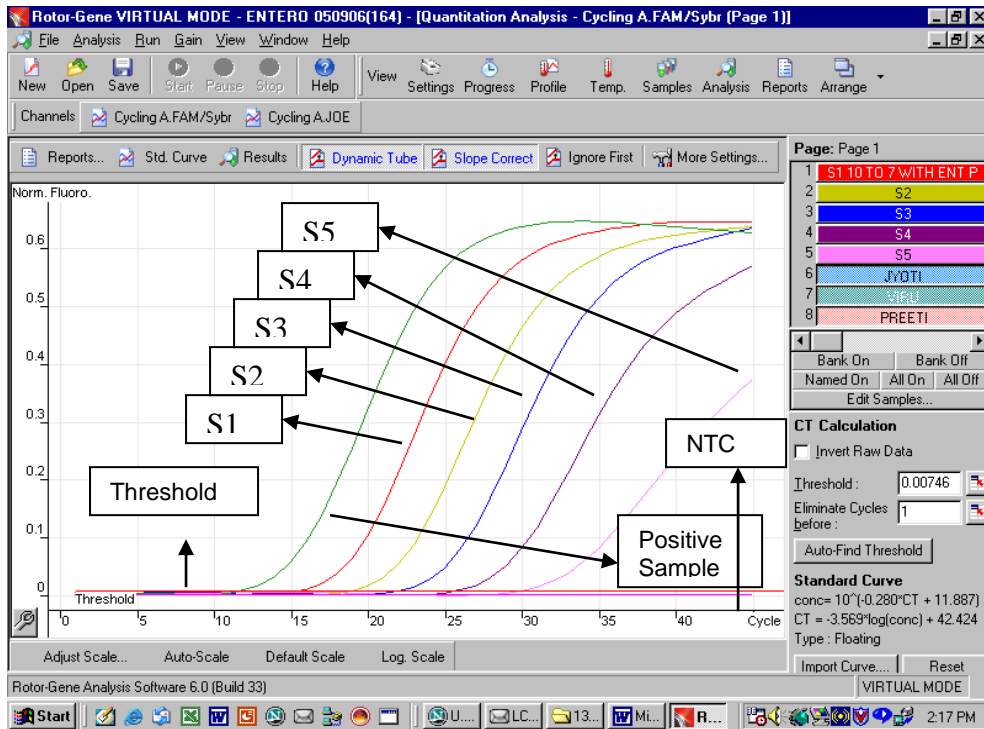 Rotor-Gene VIRTUAL MODE - ENTERO 050906(164) - [Quantitation Analysis - Cycling A.FAM/Sybr (Page 1)]
File Analysis Run Gain View Window Help
New Open Save Start Pause Stop Help View Settings Progress Profile Temp. Samples Analysis Reports Arrange
Channels Cycling A.FAM/Sybr Cycling A.JOE
Reports... Std. Curve Results Dynamic Tube Slope Correct Ignore First More Settings...
Norm. Fluoro.
0.6
0.5
0.4
0.3
0.2
0.1
0
S5
S4
S3
S2
S1
Threshold
NTC
Positive
Sample
Threshold
0 5 10 15 20 25 30 35 40 Cycle
Adjust Scale... Auto-Scale Default Scale Log. Scale
Page: Page 1
1 S1 10 TO 7 WITH ENT P
2 S2
3 S3
4 S4
5 S5
6 JYOTI
7 VIRU
8 PREETI
Bank On Bank Off
Named On All On All Off
Edit Samples...
CT Calculation
Invert Raw Data
Threshold : 0.00746
Eliminate Cycles
before : 1
Auto-Find Threshold
Standard Curve
conc= 10^(-0.280*CT + 11.887)
CT = -3.569*log(conc) + 42.424
Type : Floating
Import Curve.... Reset
Rotor-Gene Analysis Software 6.0 (Build 33) VIRTUAL MODE
Start U.... LC... 13... Mi... R... 2:17 PM